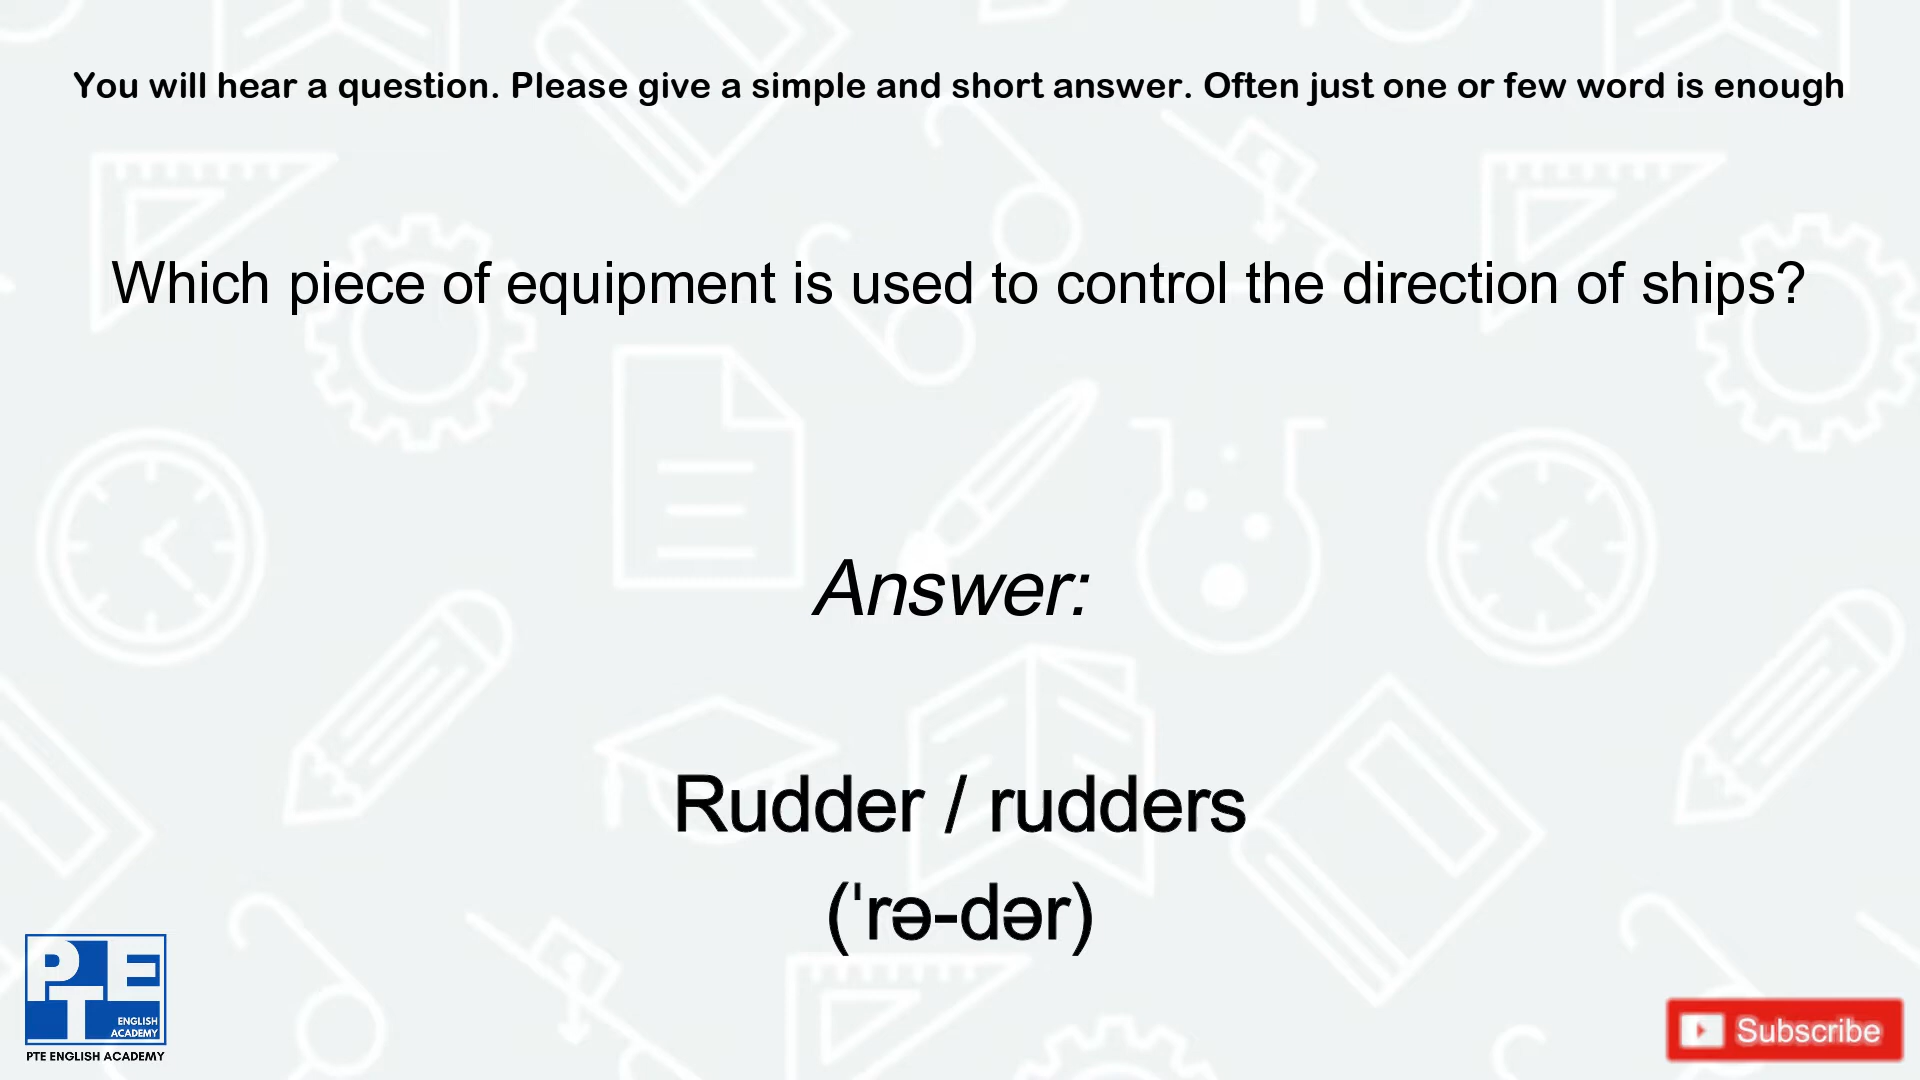 You will hear a question. Please give a simple and short answer. Often just one or few word is enough
Which piece of equipment is used to control the direction of ships?
Answer:
Rudder / rudders
(ˈrə-dər)
PTE
ENGLISH
ACADEMY
PTE ENGLISH ACADEMY
Subscribe